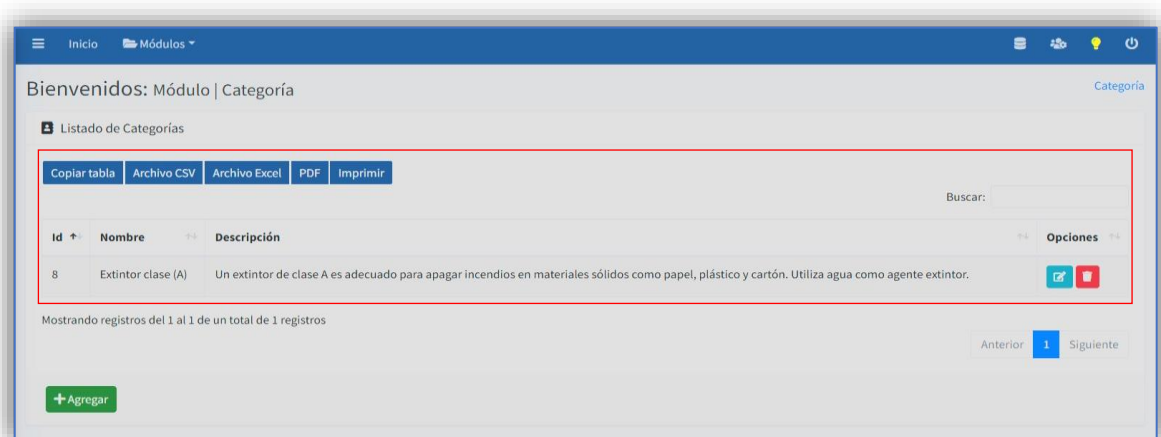 Inicio Módulos
Bienvenidos: Módulo | Categoría Categoría
Listado de Categorías
Copiar tabla Archivo CSV Archivo Excel PDF Imprimir
Buscar:
Id Nombre Descripción Opciones
8 Extintor clase (A) Un extintor de clase A es adecuado para apagar incendios en materiales sólidos como papel, plástico y cartón. Utiliza agua como agente extintor.
Mostrando registros del 1 al 1 de un total de 1 registros
Anterior 1 Siguiente
Agregar